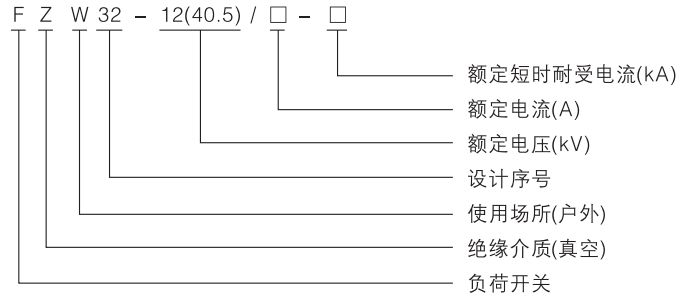 F Z W 32 - 12(40.5) / □ - □
额定短时耐受电流(kA)
额定电流(A)
额定电压(kV)
设计序号
使用场所(户外)
绝缘介质(真空)
负荷开关